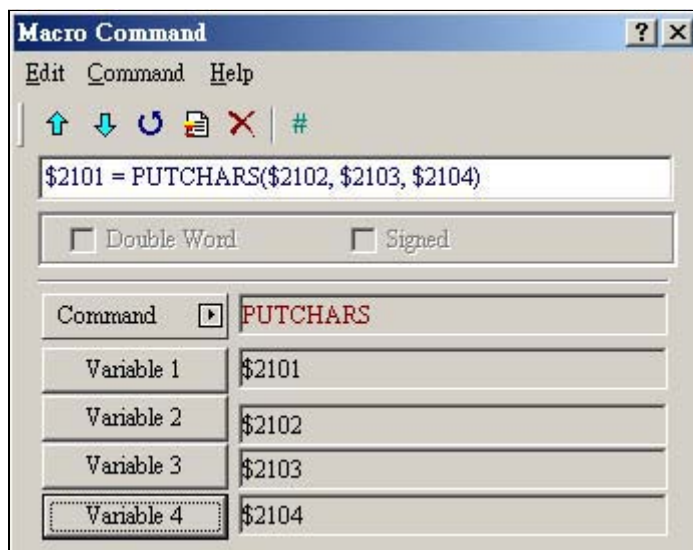 Macro Command
Edit Command Help
#
$2101 = PUTCHARS($2102, $2103, $2104)
Double Word Signed
Command PUTCHARS
Variable 1 $2101
Variable 2 $2102
Variable 3 $2103
Variable 4 $2104